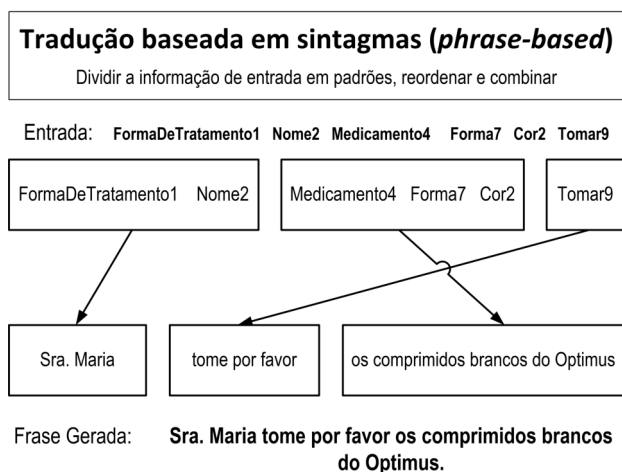 Tradução baseada em sintagmas (phrase-based)
Dividir a informação de entrada em padrões, reordenar e combinar
Entrada: FormaDeTratamento1 Nome2 Medicamento4 Forma7 Cor2 Tomar9
FormaDeTratamento1 Nome2 Medicamento4 Forma7 Cor2 Tomar9
Sra. Maria tome por favor os comprimidos brancos do Optimus
Frase Gerada: Sra. Maria tome por favor os comprimidos brancos
do Optimus.